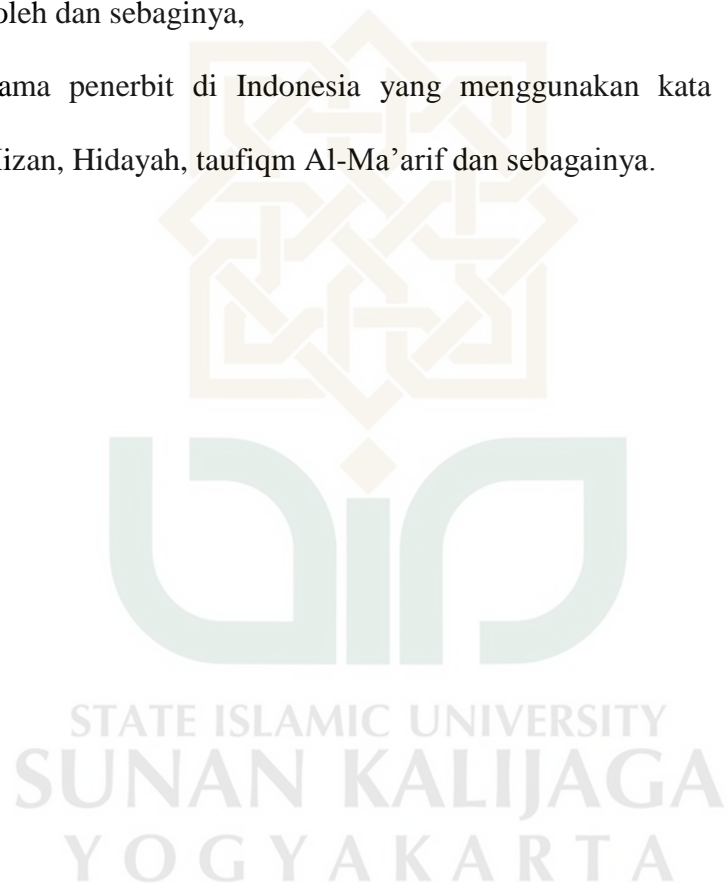 oleh dan sebaginya,
ama penerbit di Indonesia yang menggunakan kata
Mizan, Hidayah, taufiqm Al-Ma’arif dan sebagainya.
STATE ISLAMIC UNIVERSITY
SUNAN KALIJAGA
YOGYAKARTA